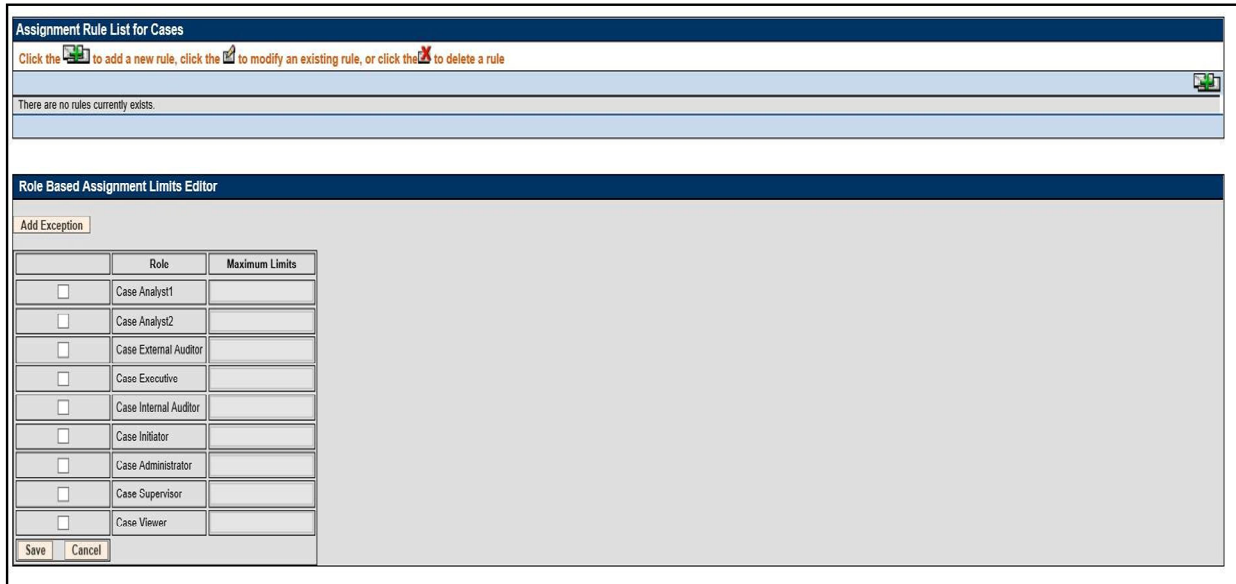 Assignment Rule List for Cases
Click the to add a new rule, click the to modify an existing rule, or click the to delete a rule
There are no rules currently exists.
Role Based Assignment Limits Editor
Add Exception
Role Maximum Limits
Case Analyst1
Case Analyst2
Case External Auditor
Case Executive
Case Internal Auditor
Case Initiator
Case Administrator
Case Supervisor
Case Viewer
Save Cancel